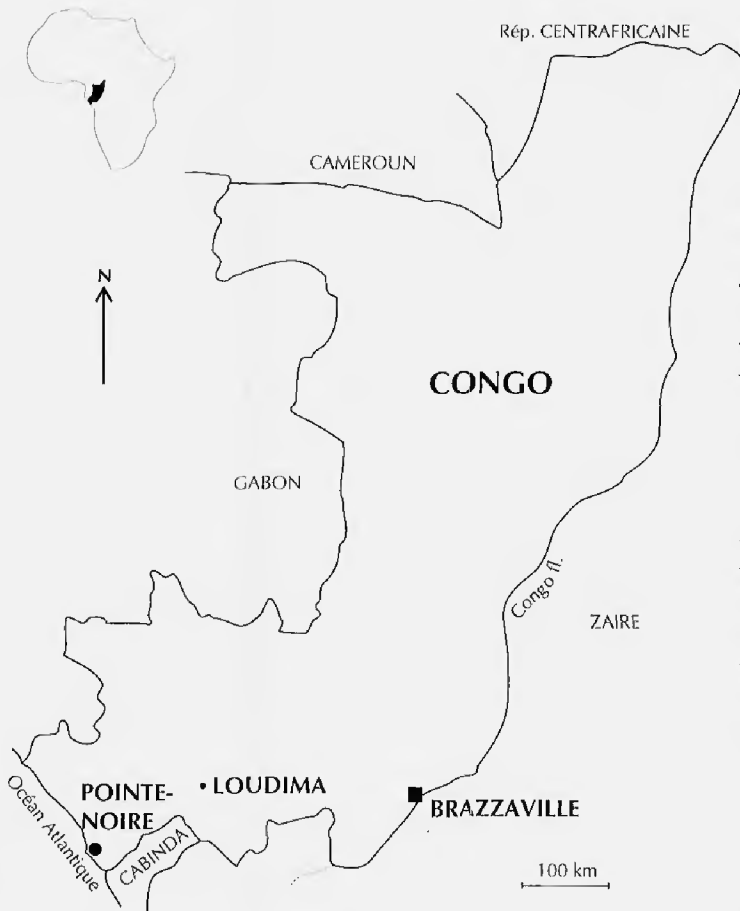 Rép. CENTRAFRICAINE
CAMEROUN
N
CONGO
GABON
Congo fl.
ZAIRE
Océan Atlantique
POINTE-
NOIRE
LOUDIMA
CABINDA
BRAZZAVILLE
100 km